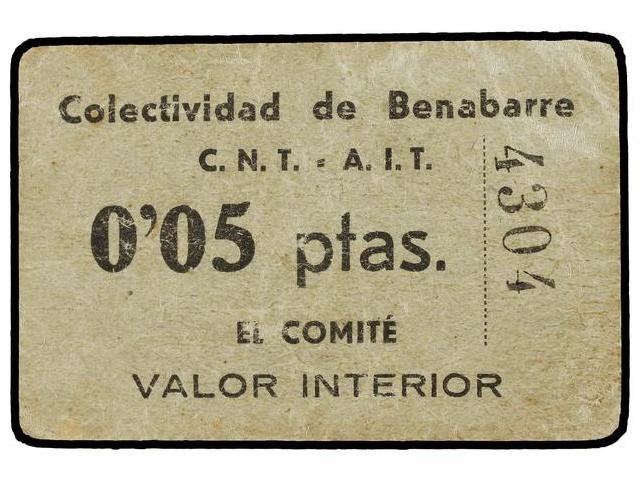 Colectividad de Benabarre
C. N. T. - A. I. T.
0'05 ptas.
EL COMITÉ
VALOR INTERIOR
4304